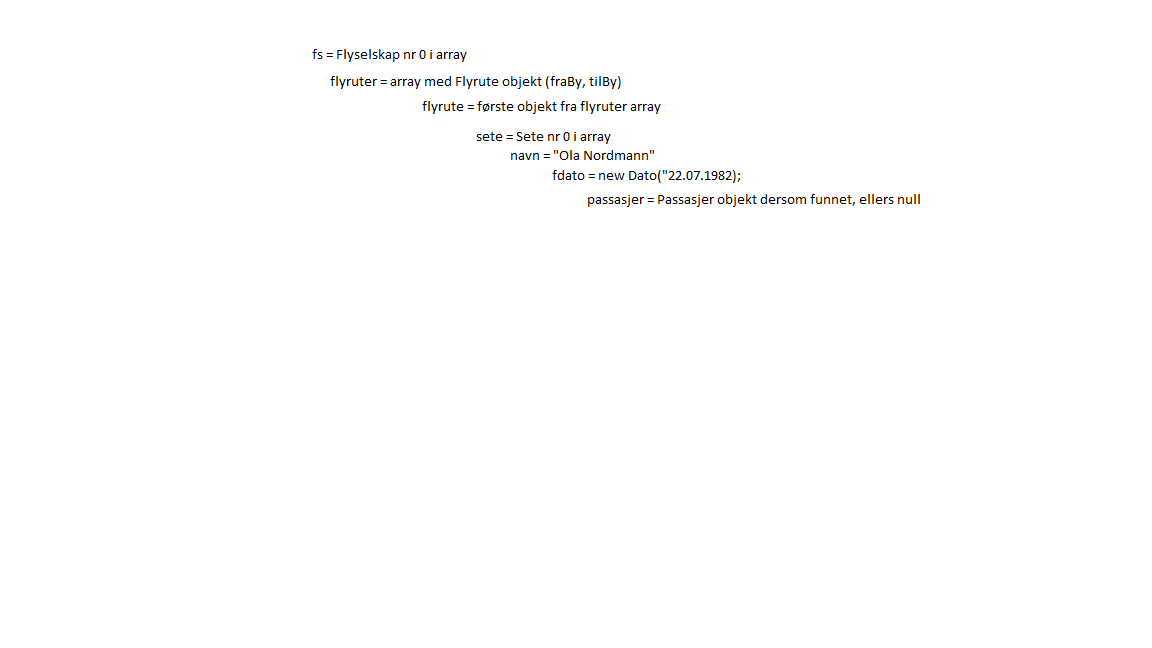 fs = Flyselskap nr 0 i array
flyruter = array med Flyrute objekt (fraBy, tilBy)
flyrute = første objekt fra flyruter array
sete = Sete nr 0 i array
navn = "Ola Nordmann"
fdato = new Dato("22.07.1982);
passasjer = Passasjer objekt dersom funnet, ellers null